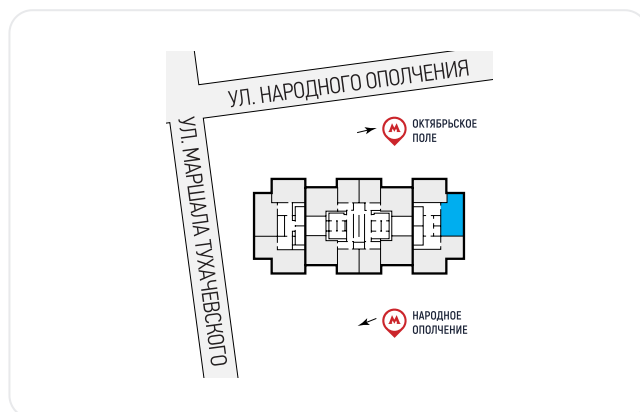 УЛ. НАРОДНОГО ОПОЛЧЕНИЯ
УЛ. МАРШАЛА ТУХАЧЕВСКОГО
ОКТЯБРЬСКОЕ
ПОЛЕ
НАРОДНОЕ
ОПОЛЧЕНИЕ